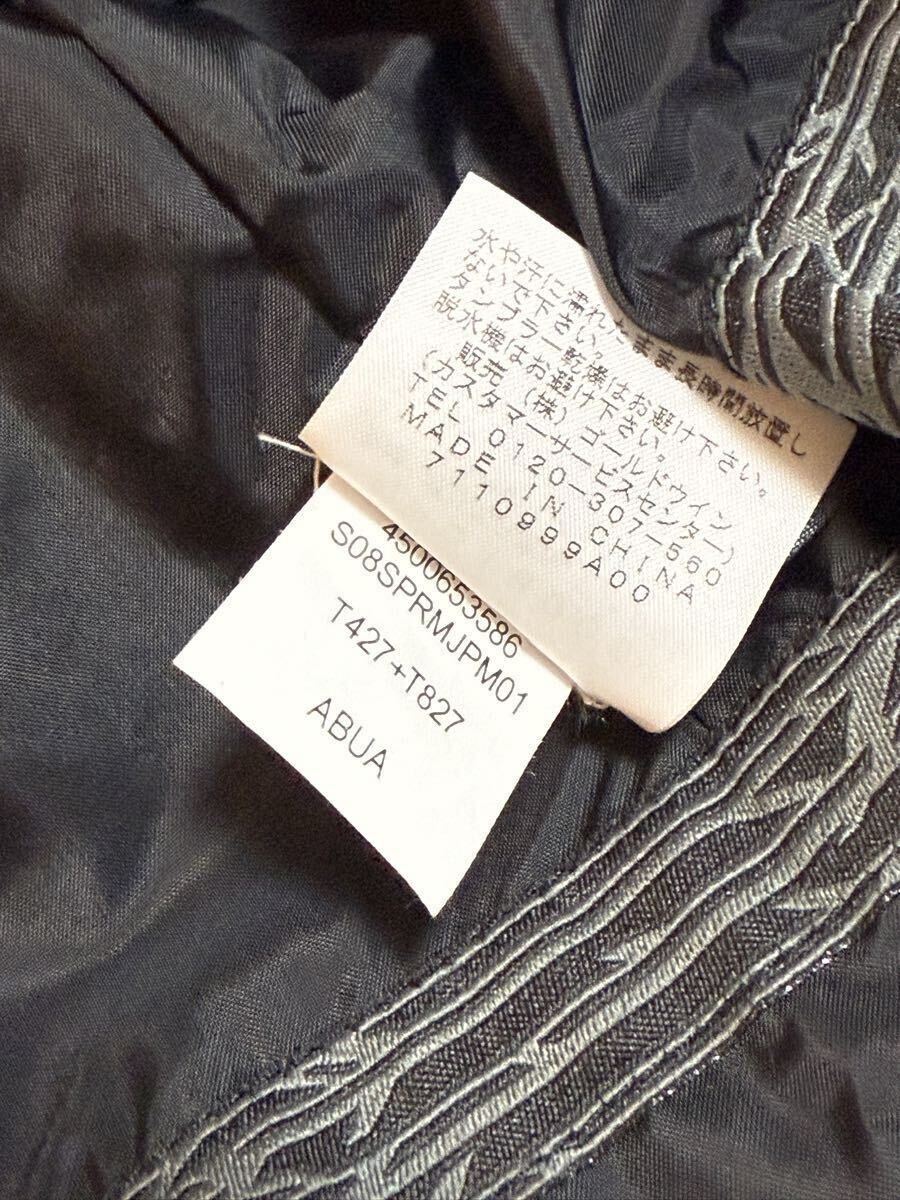 水や汗に濡れたまま長時間放置し
ないで下さい。
タンブラー乾燥はお避け下さい。
脱水機はお避け下さい。
販売 (株) ゴールドウイン
(カスタマーサービスセンター)
TEL 0120-307-560
MADE IN CHINA
711099A00
4500653586
S08SPRMJPM01
T427+T827
ABUA